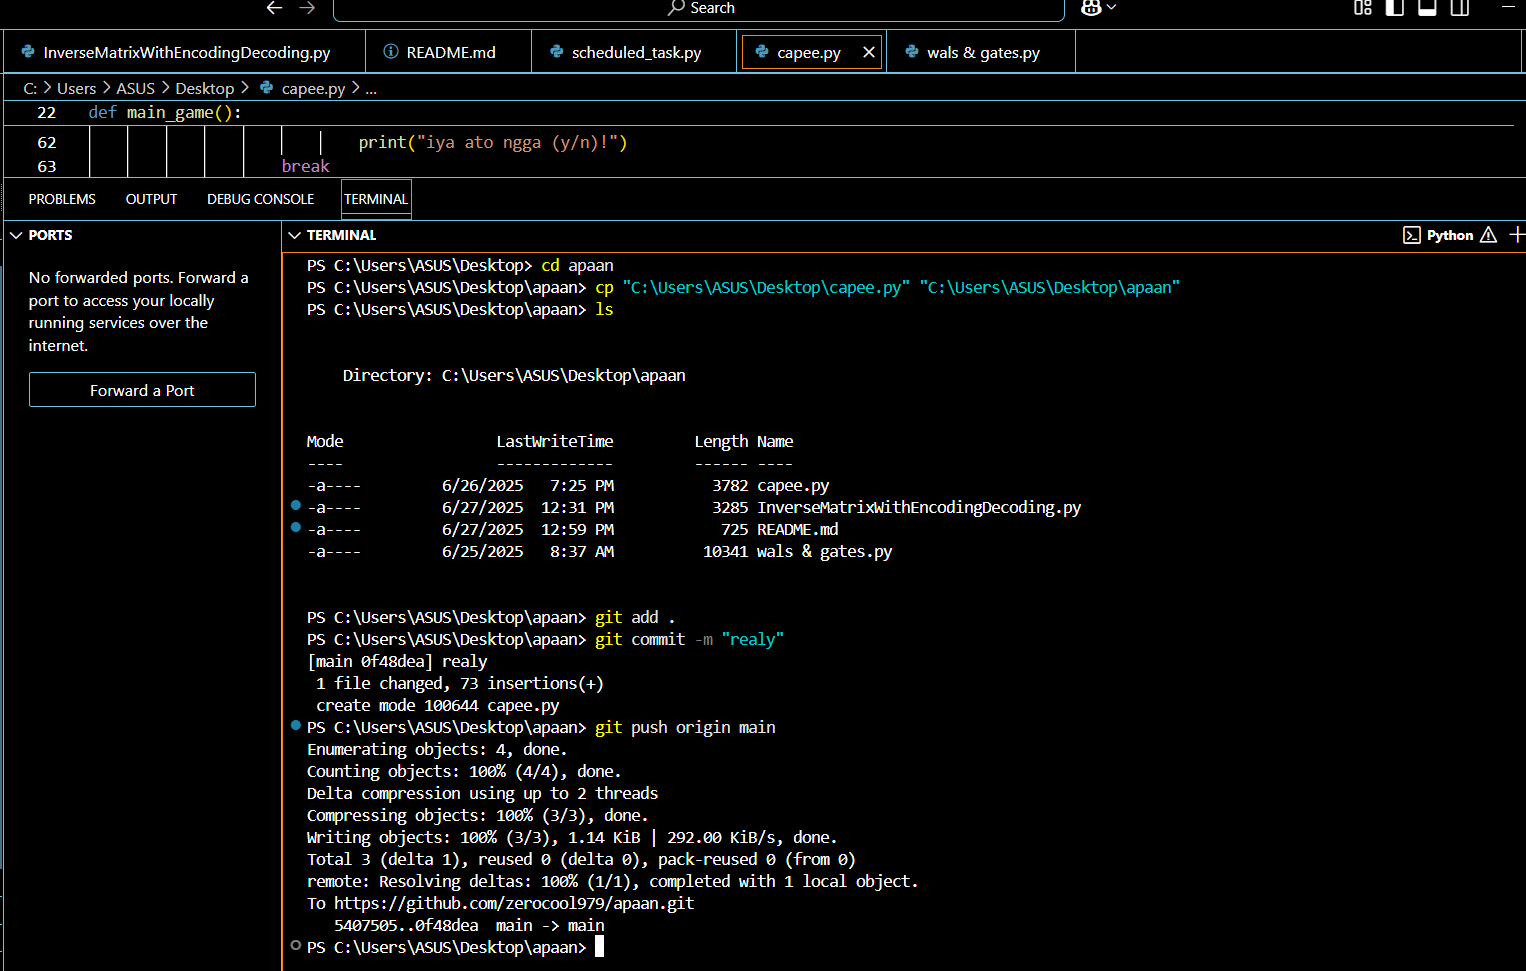 Search
InverseMatrixWithEncodingDecoding.py README.md scheduled_task.py capee.py wals & gates.py
C: > Users > ASUS > Desktop > capee.py > ...
22 def main_game():
62 print("iya ato ngga (y/n)!")
63 break
PROBLEMS OUTPUT DEBUG CONSOLE TERMINAL
PORTS
No forwarded ports. Forward a
port to access your locally
running services over the
internet.
Forward a Port
TERMINAL Python
PS C:\Users\ASUS\Desktop> cd apaan
PS C:\Users\ASUS\Desktop\apaan> cp "C:\Users\ASUS\Desktop\capee.py" "C:\Users\ASUS\Desktop\apaan"
PS C:\Users\ASUS\Desktop\apaan> ls
Directory: C:\Users\ASUS\Desktop\apaan
Mode LastWriteTime Length Name
---- ------------- ------ ----
-a---- 6/26/2025 7:25 PM 3782 capee.py
-a---- 6/27/2025 12:31 PM 3285 InverseMatrixWithEncodingDecoding.py
-a---- 6/27/2025 12:59 PM 725 README.md
-a---- 6/25/2025 8:37 AM 10341 wals & gates.py
PS C:\Users\ASUS\Desktop\apaan> git add .
PS C:\Users\ASUS\Desktop\apaan> git commit -m "realy"
[main 0f48dea] realy
1 file changed, 73 insertions(+)
create mode 100644 capee.py
PS C:\Users\ASUS\Desktop\apaan> git push origin main
Enumerating objects: 4, done.
Counting objects: 100% (4/4), done.
Delta compression using up to 2 threads
Compressing objects: 100% (3/3), done.
Writing objects: 100% (3/3), 1.14 KiB | 292.00 KiB/s, done.
Total 3 (delta 1), reused 0 (delta 0), pack-reused 0 (from 0)
remote: Resolving deltas: 100% (1/1), completed with 1 local object.
To https://github.com/zerocool979/apaan.git
5407505..0f48dea main -> main
PS C:\Users\ASUS\Desktop\apaan>